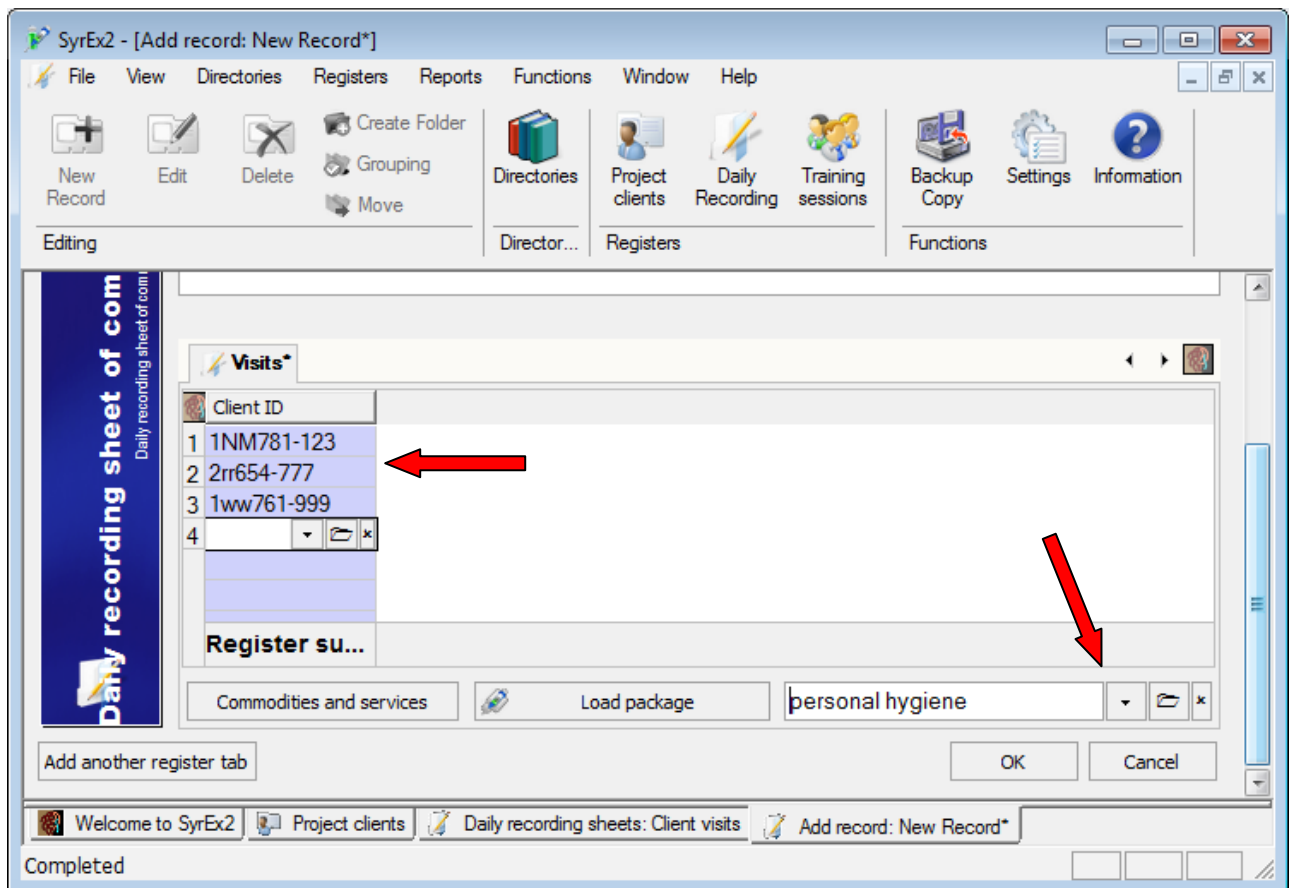 SyrEx2 - [Add record: New Record*]
File View Directories Registers Reports Functions Window Help
New Record
Edit
Delete
Create Folder
Grouping
Move
Directories
Project clients
Daily Recording
Training sessions
Backup Copy
Settings
Information
Editing
Director...
Registers
Functions
Daily recording sheet of com
Daily recording sheet of com
Visits*
Client ID
1 1NM781-123
2 2rr654-777
3 1ww761-999
4
Register su...
Commodities and services
Load package
personal hygiene
Add another register tab
OK
Cancel
Welcome to SyrEx2
Project clients
Daily recording sheets: Client visits
Add record: New Record*
Completed